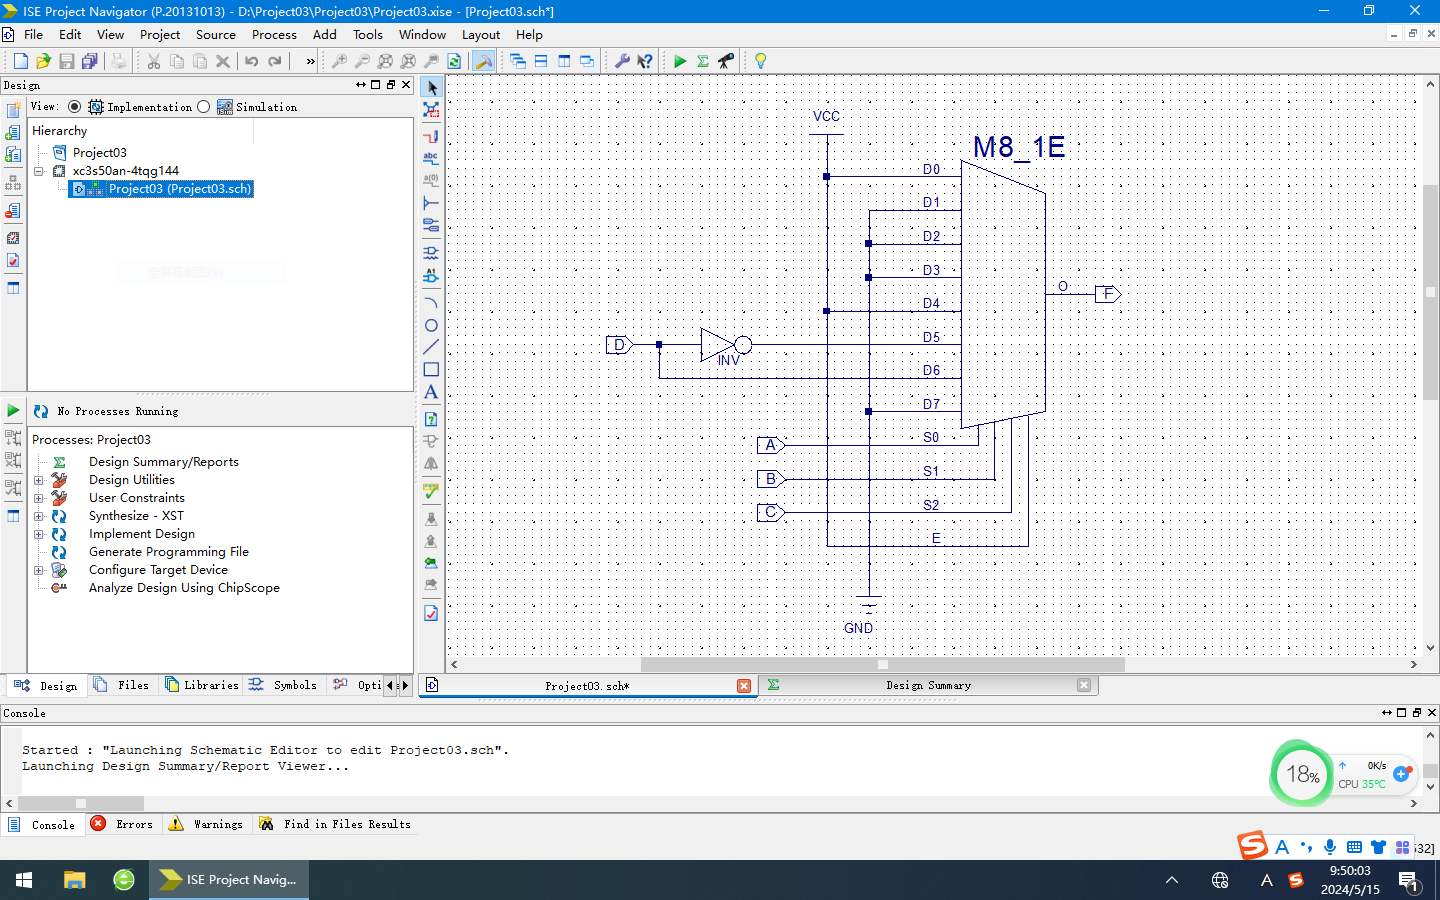 ISE Project Navigator (P.20131013) - D:\Project03\Project03\Project03.xise - [Project03.sch*]
File Edit View Project Source Process Add Tools Window Layout Help
Design
View: Implementation Simulation
Hierarchy
Project03
xc3s50an-4tqg144
Project03 (Project03.sch)
No Processes Running
Processes: Project03
Design Summary/Reports
Design Utilities
User Constraints
Synthesize - XST
Implement Design
Generate Programming File
Configure Target Device
Analyze Design Using ChipScope
Design Files Libraries Symbols Opti
VCC
M8_1E
D0
D1
D2
D3
O F
D4
D D5
INV
D6
D7
A S0
B S1
C S2
E
GND
Project03.sch* Design Summary
Console
Started : "Launching Schematic Editor to edit Project03.sch".
Launching Design Summary/Report Viewer...
18% 0K/s
CPU 35℃
Console Errors Warnings Find in Files Results
A 32]
ISE Project Navig...
A
9:50:03
2024/5/15
1